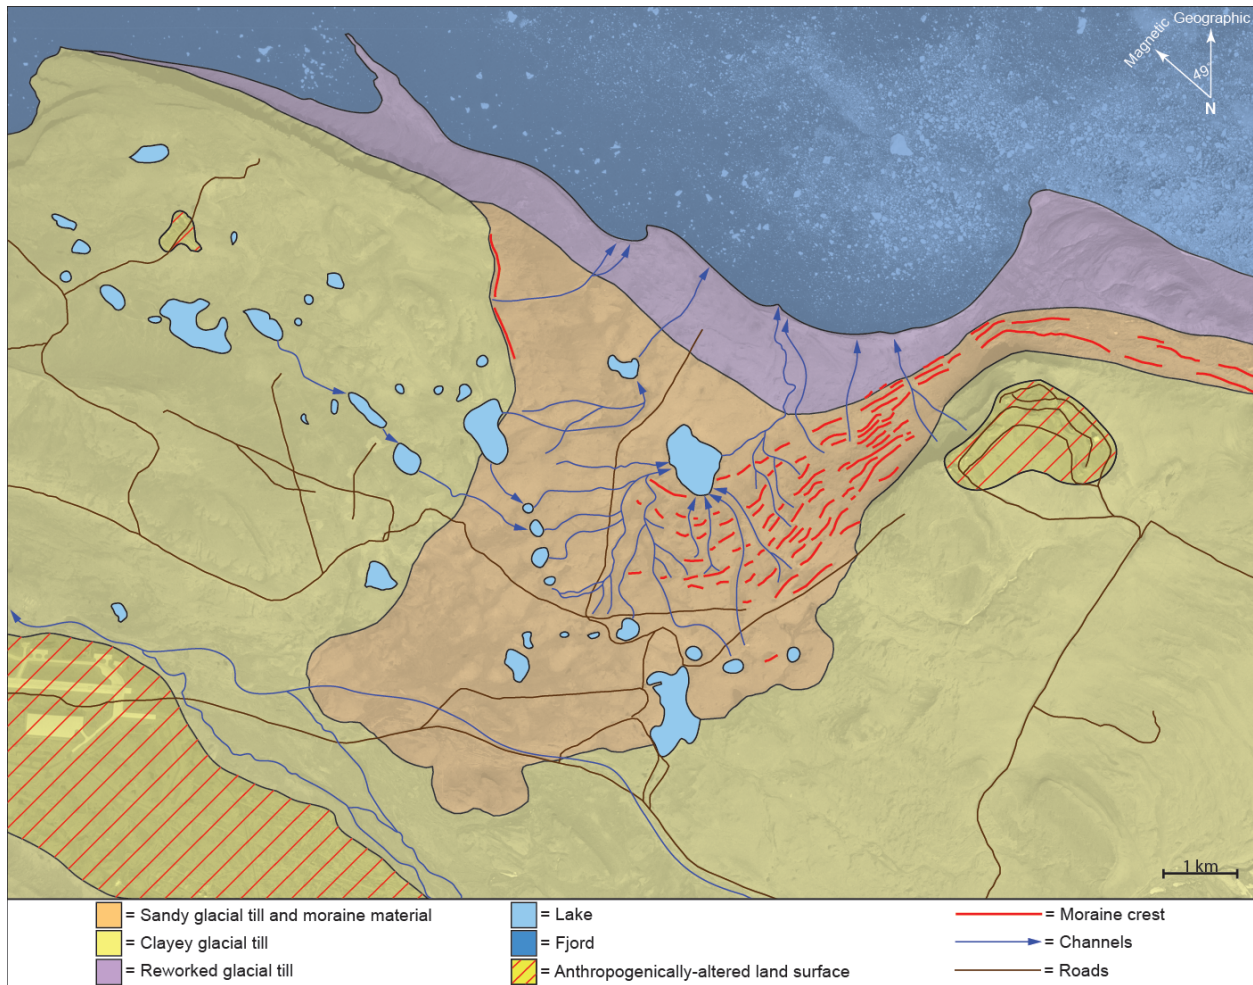 Magnetic
Geographic
49
N
1 km
= Sandy glacial till and moraine material
= Clayey glacial till
= Reworked glacial till
= Lake
= Fjord
= Anthropogenically-altered land surface
= Moraine crest
= Channels
= Roads